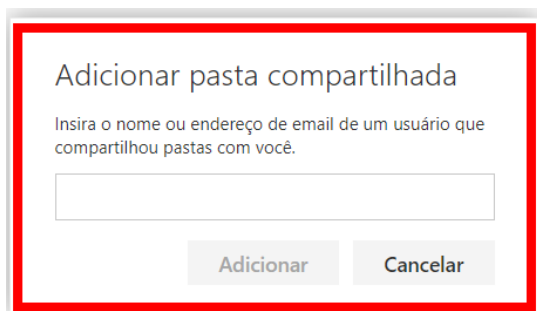 Adicionar pasta compartilhada
Insira o nome ou endereço de email de um usuário que
compartilhou pastas com você.
Adicionar
Cancelar